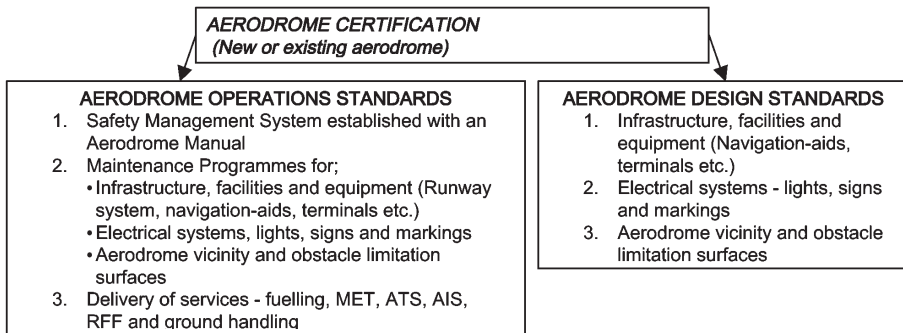 AERODROME CERTIFICATION
(New or existing aerodrome)
AERODROME OPERATIONS STANDARDS
1. Safety Management System established with an
Aerodrome Manual
2. Maintenance Programmes for;
• Infrastructure, facilities and equipment (Runway
system, navigation-aids, terminals etc.)
• Electrical systems, lights, signs and markings
• Aerodrome vicinity and obstacle limitation
surfaces
3. Delivery of services - fuelling, MET, ATS, AIS,
RFF and ground handling
AERODROME DESIGN STANDARDS
1. Infrastructure, facilities and
equipment (Navigation-aids,
terminals etc.)
2. Electrical systems - lights, signs
and markings
3. Aerodrome vicinity and obstacle
limitation surfaces